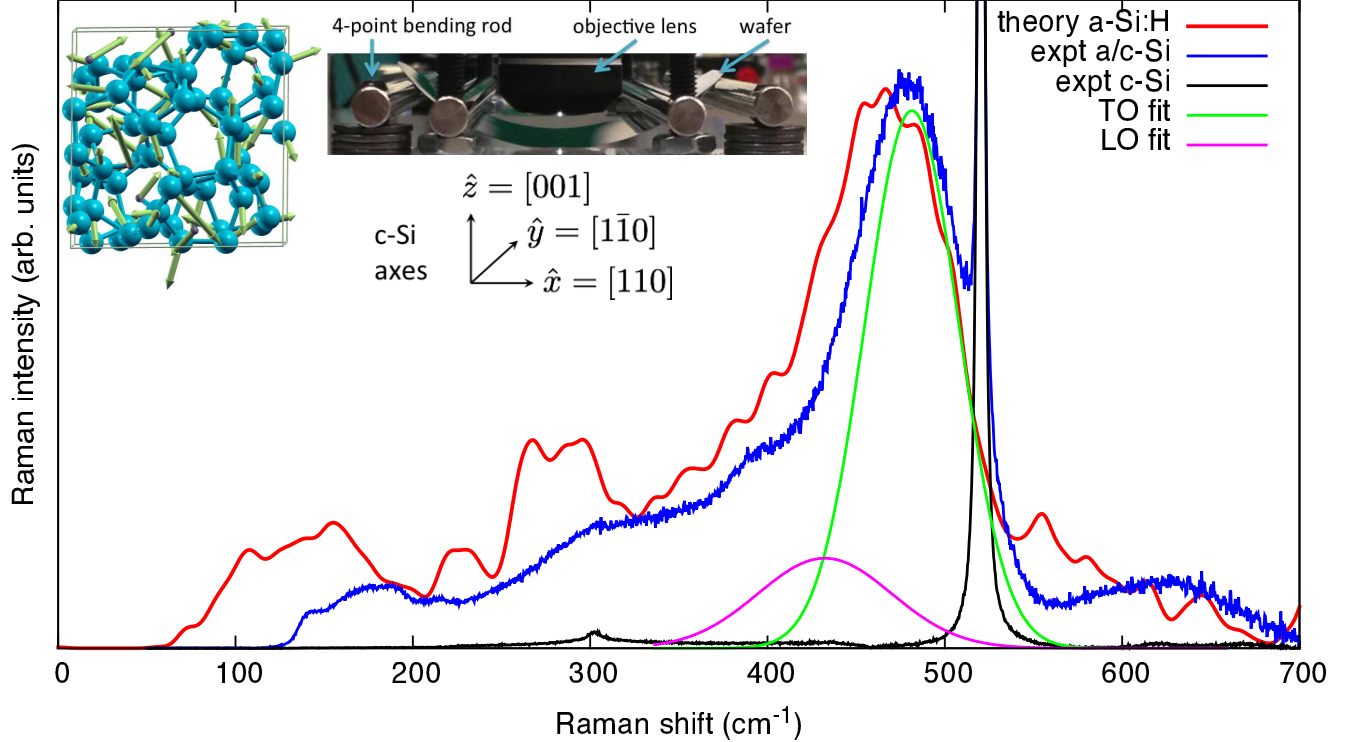 4-point bending rod
objective lens
wafer
theory a-Si:H
expt a/c-Si
expt c-Si
TO fit
LO fit
ẑ = [001]
ŷ = [11̄0]
x̂ = [110]
c-Si
axes
Raman intensity (arb. units)
0 100 200 300 400 500 600 700
Raman shift (cm⁻¹)